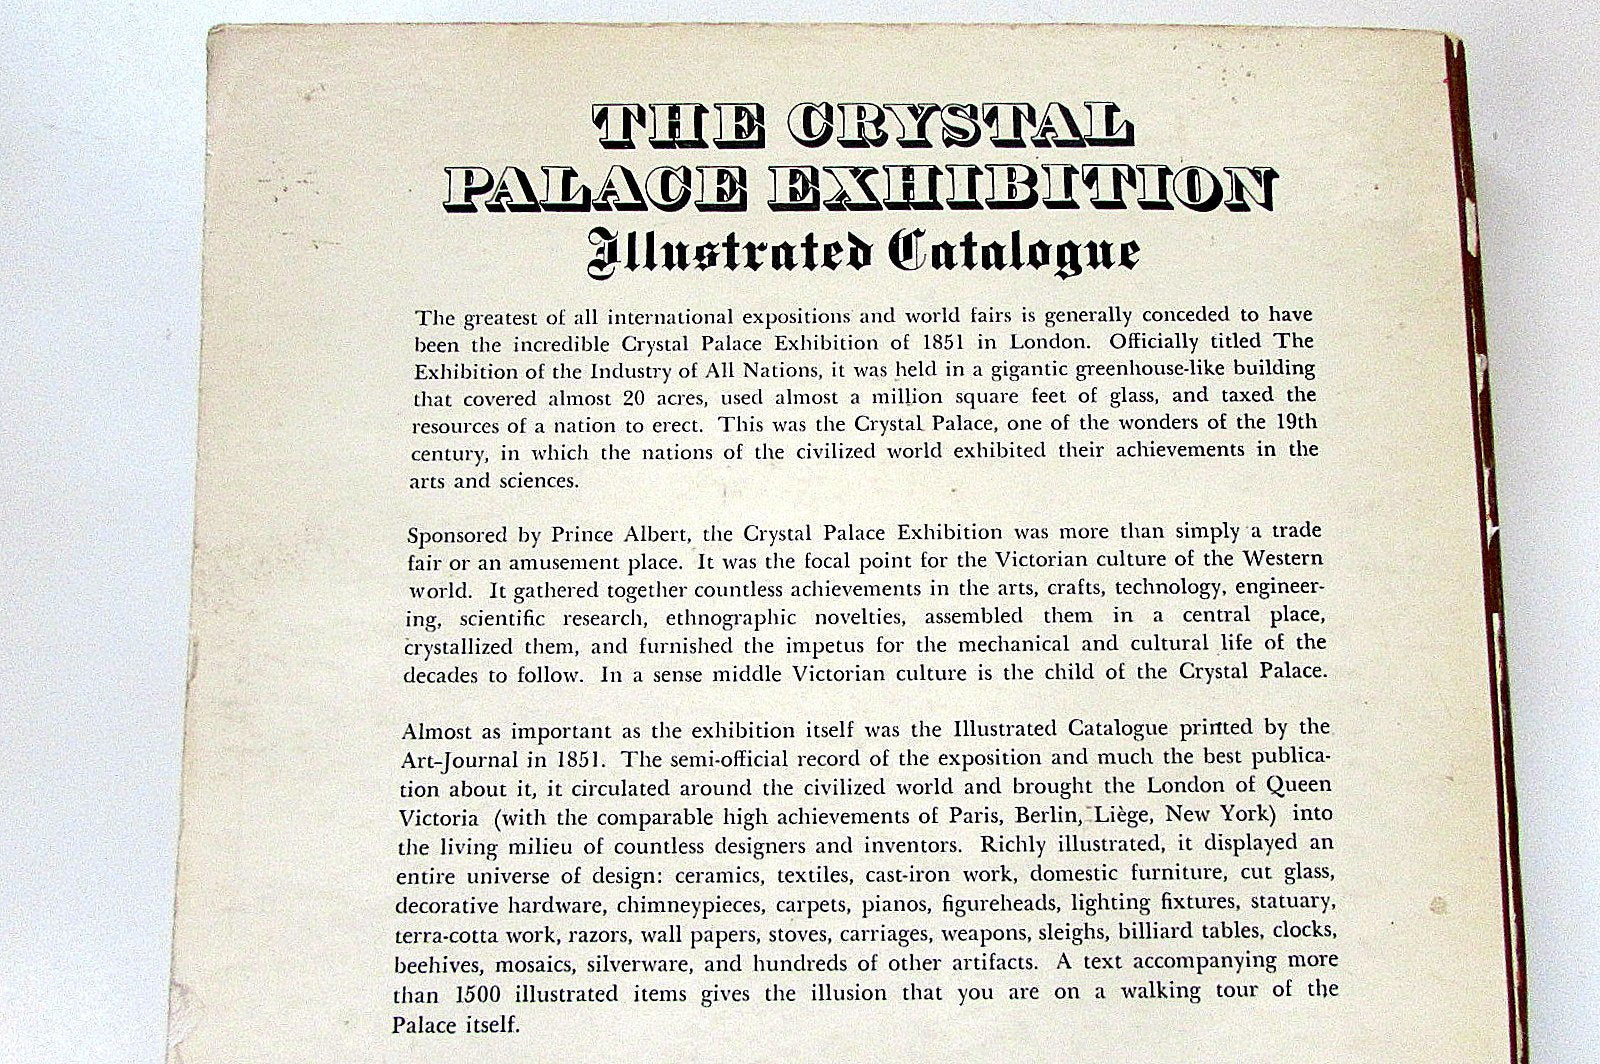 THE CRYSTAL
PALACE EXHIBITION
Illustrated Catalogue
The greatest of all international expositions and world fairs is generally conceded to have
been the incredible Crystal Palace Exhibition of 1851 in London. Officially titled The
Exhibition of the Industry of All Nations, it was held in a gigantic greenhouse-like building
that covered almost 20 acres, used almost a million square feet of glass, and taxed the
resources of a nation to erect. This was the Crystal Palace, one of the wonders of the 19th
century, in which the nations of the civilized world exhibited their achievements in the
arts and sciences.
Sponsored by Prince Albert, the Crystal Palace Exhibition was more than simply a trade
fair or an amusement place. It was the focal point for the Victorian culture of the Western
world. It gathered together countless achievements in the arts, crafts, technology, engineer-
ing, scientific research, ethnographic novelties, assembled them in a central place,
crystallized them, and furnished the impetus for the mechanical and cultural life of the
decades to follow. In a sense middle Victorian culture is the child of the Crystal Palace.
Almost as important as the exhibition itself was the Illustrated Catalogue printed by the
Art-Journal in 1851. The semi-official record of the exposition and much the best publica-
tion about it, it circulated around the civilized world and brought the London of Queen
Victoria (with the comparable high achievements of Paris, Berlin, Liège, New York) into
the living milieu of countless designers and inventors. Richly illustrated, it displayed an
entire universe of design: ceramics, textiles, cast-iron work, domestic furniture, cut glass,
decorative hardware, chimneypieces, carpets, pianos, figureheads, lighting fixtures, statuary,
terra-cotta work, razors, wall papers, stoves, carriages, weapons, sleighs, billiard tables, clocks,
beehives, mosaics, silverware, and hundreds of other artifacts. A text accompanying more
than 1500 illustrated items gives the illusion that you are on a walking tour of the
Palace itself.